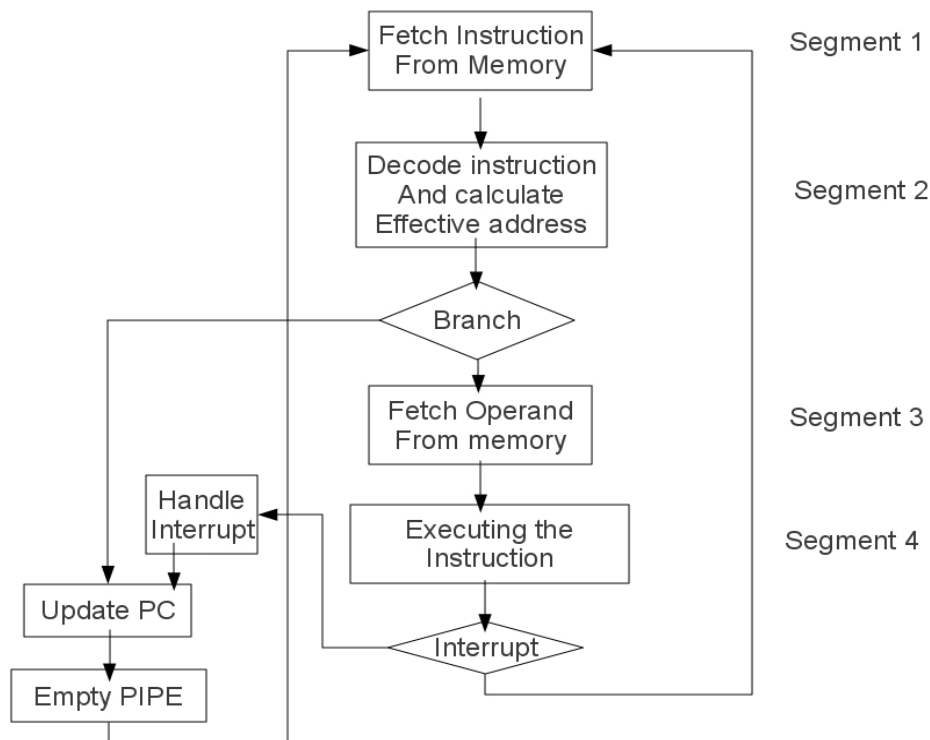 Fetch Instruction
From Memory
Segment 1
Decode instruction
And calculate
Effective address
Segment 2
Branch
Fetch Operand
From memory
Segment 3
Handle
Interrupt
Executing the
Instruction
Segment 4
Update PC
Interrupt
Empty PIPE